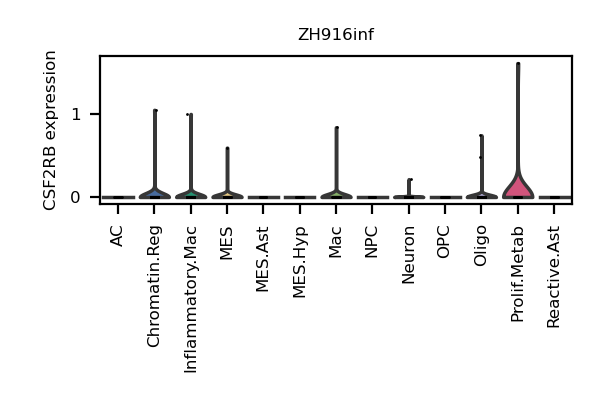 ZH916inf
CSF2RB expression
1
0
AC
Chromatin.Reg
Inflammatory.Mac
MES
MES.Ast
MES.Hyp
Mac
NPC
Neuron
OPC
Oligo
Prolif.Metab
Reactive.Ast